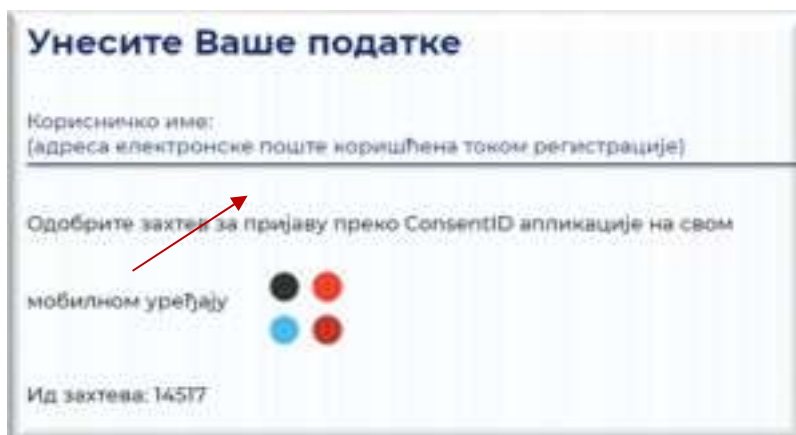 Унесите Ваше податке
Корисничко име:
(адреса електронске поште коришћена током регистрације)
Одобрите захтев за пријаву преко ConsentID аппликације на свом
мобилном уређају
Ид захтева: 14517